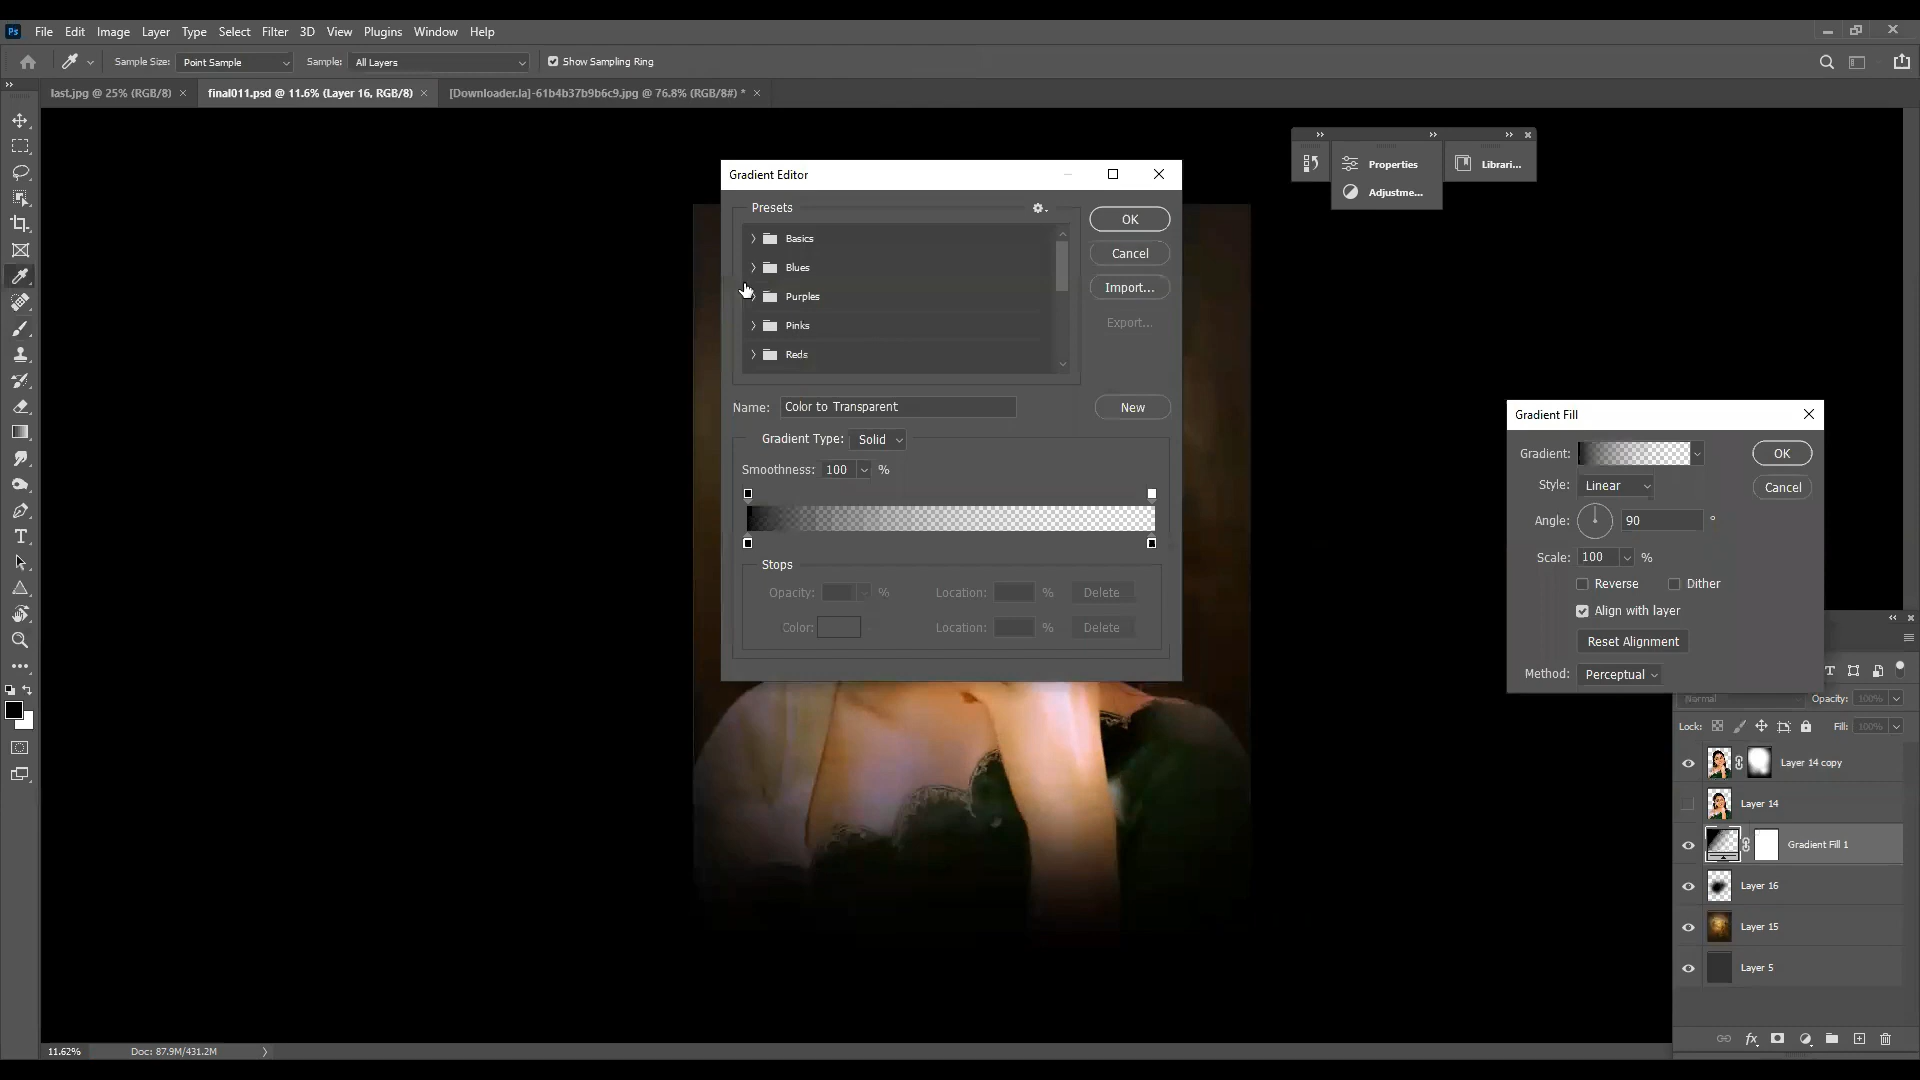 Ps File Edit Image Layer Type Select Filter 3D View Plugins Window Help
Sample Size: Point Sample Sample: All Layers Show Sampling Ring
last.jpg @ 25% (RGB/8) × final011.psd @ 11.6% (Layer 16, RGB/8) × [Downloader.la]-61b4b37b9b6c9.jpg @ 76.8% (RGB/8#) * ×
Properties
Adjustme...
Librari...
Gradient Editor
Presets
Basics
Blues
Purples
Pinks
Reds
OK
Cancel
Import...
Export...
Name: Color to Transparent
New
Gradient Type: Solid
Smoothness: 100 %
Stops
Opacity: % Location: % Delete
Color: Location: % Delete
Gradient Fill
Gradient: OK
Style: Linear Cancel
Angle: 90 °
Scale: 100 %
Reverse Dither
Align with layer
Reset Alignment
Method: Perceptual
Normal Opacity: 100%
Lock: Fill: 100%
Layer 14 copy
Layer 14
Gradient Fill 1
Layer 16
Layer 15
Layer 5
fx
11.62% Doc: 87.9M/431.2M